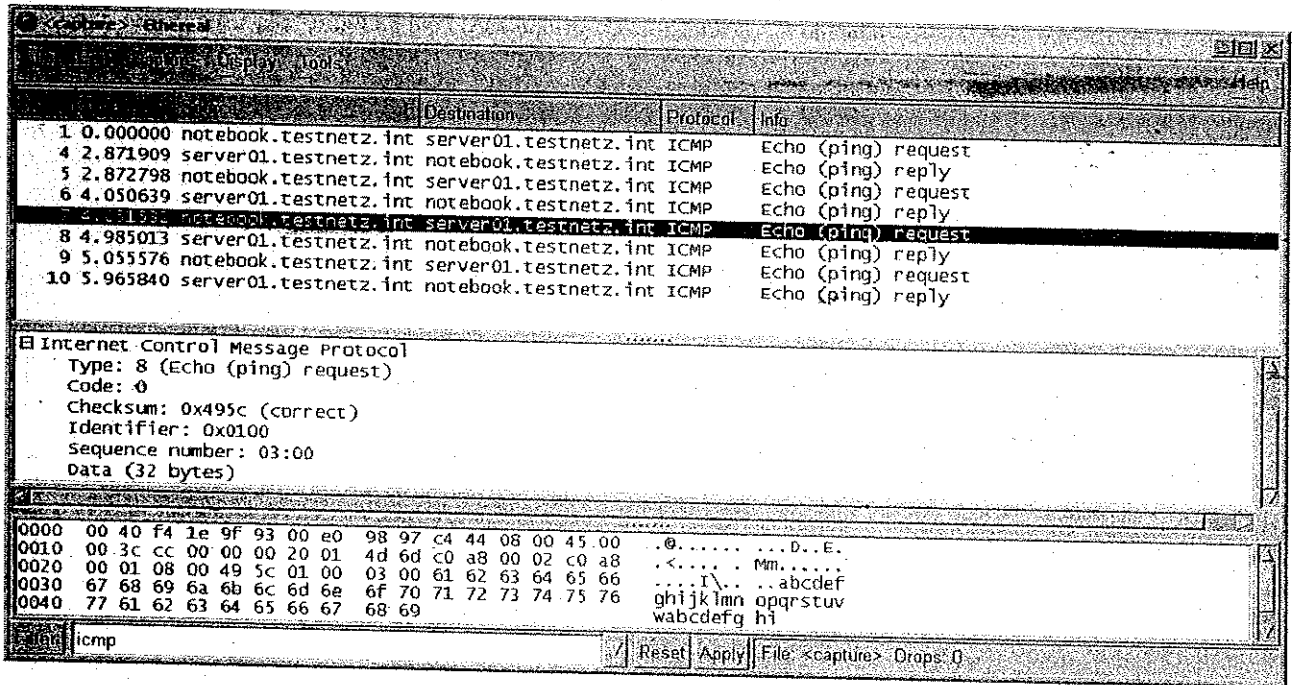 <capture> - Ethereal
Display Tools Help
Destination Protocol Info
1 0.000000 notebook.testnetz.int server01.testnetz.int ICMP Echo (ping) request
4 2.871909 server01.testnetz.int notebook.testnetz.int ICMP Echo (ping) reply
5 2.872798 notebook.testnetz.int server01.testnetz.int ICMP Echo (ping) request
6 4.050639 server01.testnetz.int notebook.testnetz.int ICMP Echo (ping) reply
7 notebook.testnetz.int server01.testnetz.int ICMP Echo (ping) request
8 4.985013 server01.testnetz.int notebook.testnetz.int ICMP Echo (ping) reply
9 5.055576 notebook.testnetz.int server01.testnetz.int ICMP Echo (ping) request
10 5.965840 server01.testnetz.int notebook.testnetz.int ICMP Echo (ping) reply
Internet Control Message Protocol
Type: 8 (Echo (ping) request)
Code: 0
Checksum: 0x495c (correct)
Identifier: 0x0100
Sequence number: 03:00
Data (32 bytes)
0000 00 40 f4 1e 9f 93 00 e0 98 97 c4 44 08 00 45 00 .@...... ...D..E.
0010 00 3c cc 00 00 00 20 01 4d 6d c0 a8 00 02 c0 a8 .<.... . Mm......
0020 00 01 08 00 49 5c 01 00 03 00 61 62 63 64 65 66 ....I\.. ..abcdef
0030 67 68 69 6a 6b 6c 6d 6e 6f 70 71 72 73 74 75 76 ghijklmn opqrstuv
0040 77 61 62 63 64 65 66 67 68 69 wabcdefg hi
icmp / Reset Apply File: <capture> Drops: 0